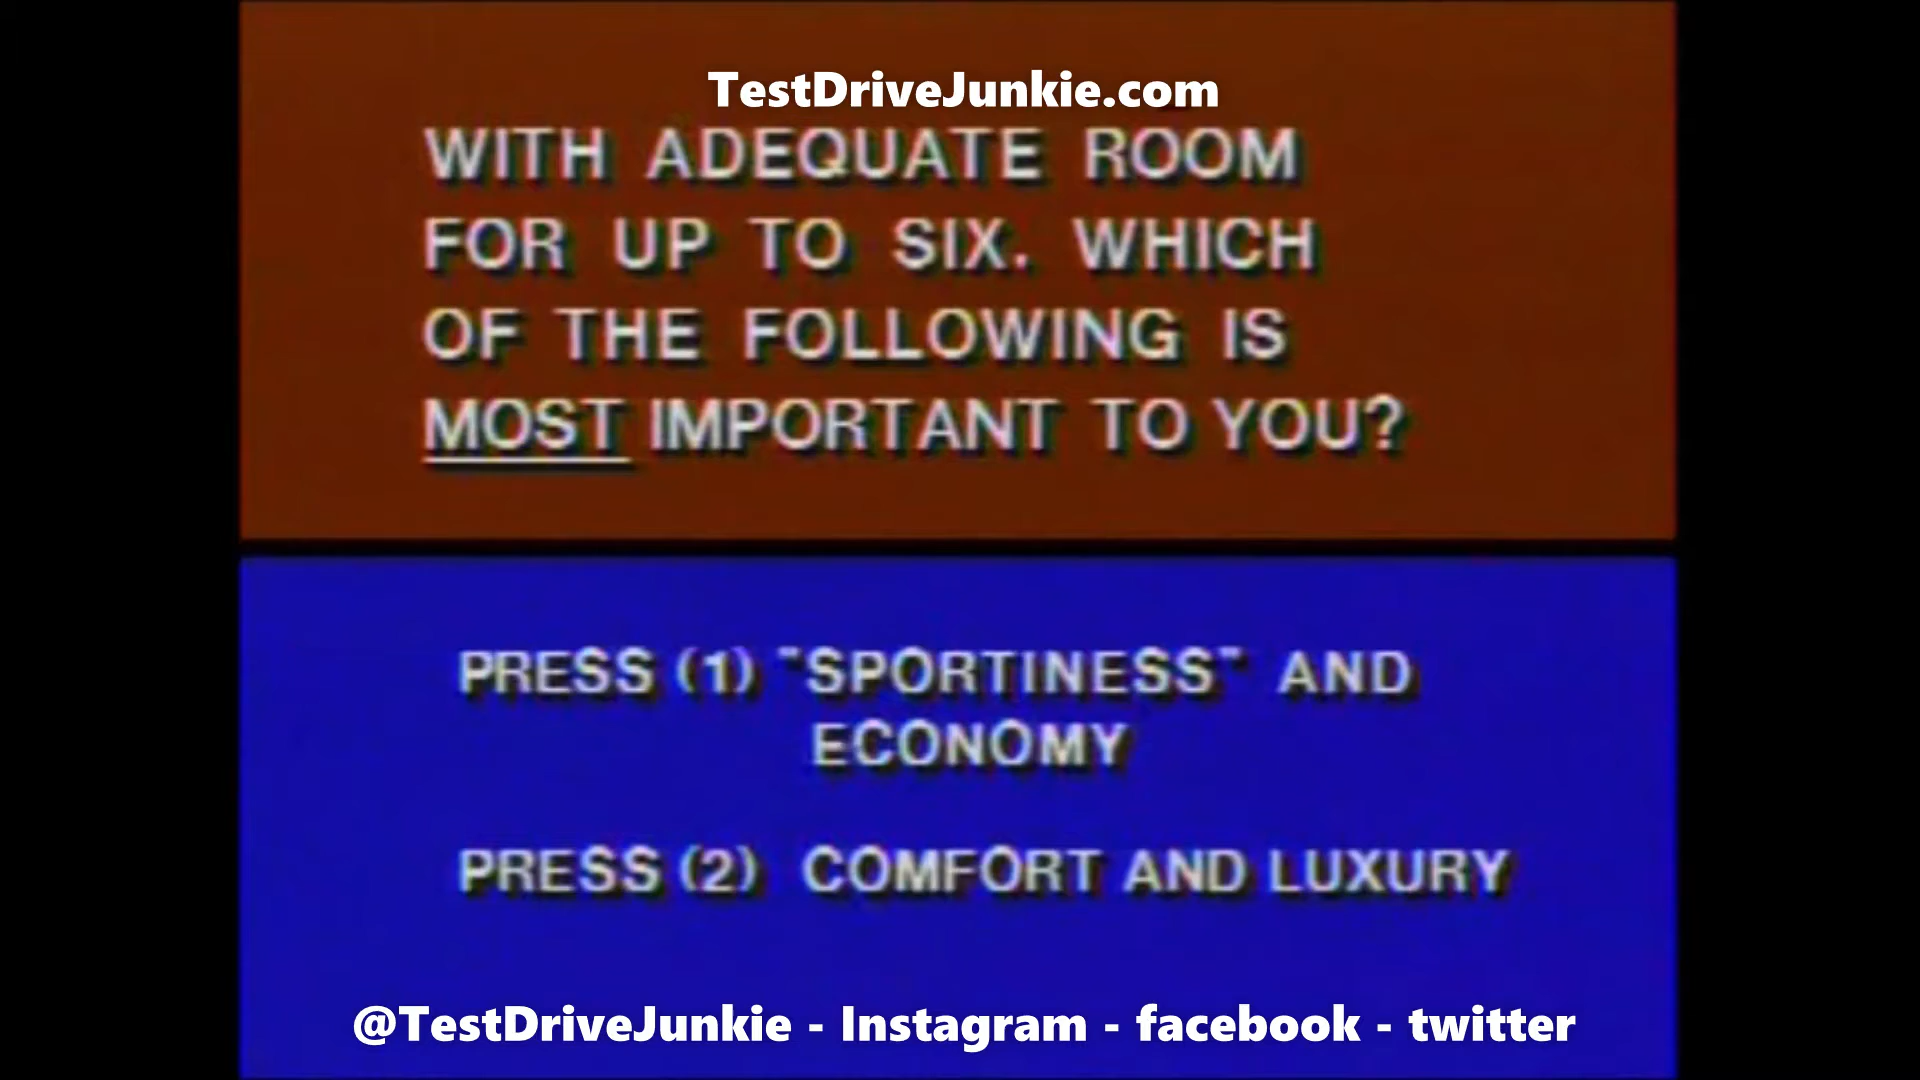 TestDriveJunkie.com
WITH ADEQUATE ROOM
FOR UP TO SIX. WHICH
OF THE FOLLOWING IS
MOST IMPORTANT TO YOU?
PRESS (1) "SPORTINESS" AND
ECONOMY
PRESS (2) COMFORT AND LUXURY
@TestDriveJunkie - Instagram - facebook - twitter